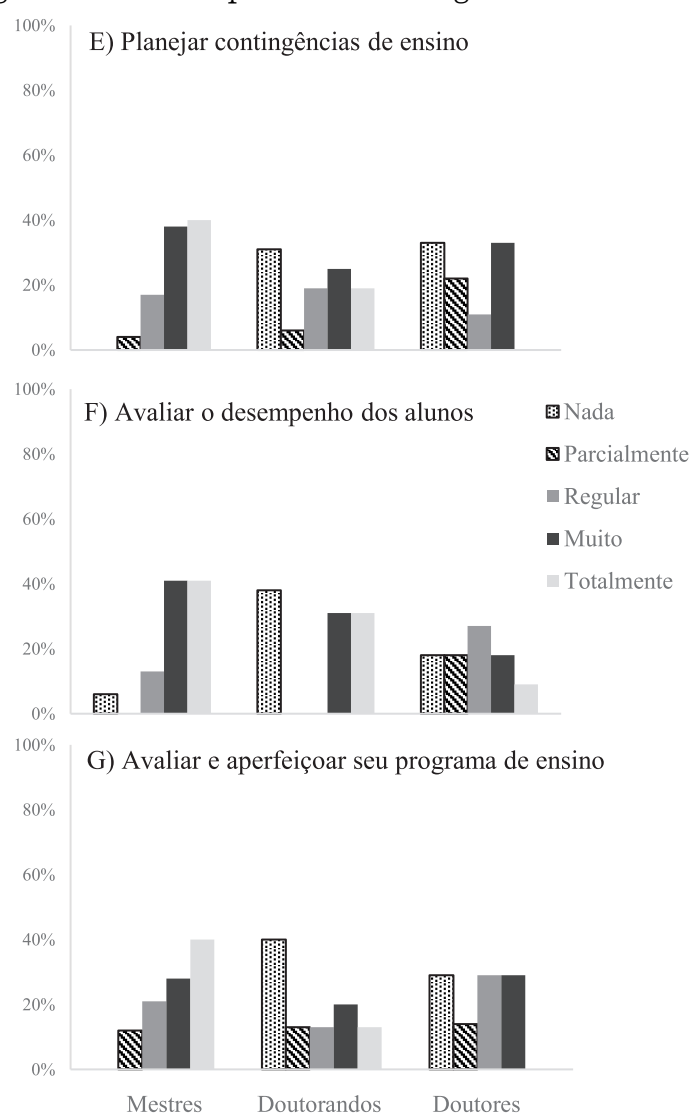 100%
E) Planejar contingências de ensino
80%
60%
40%
20%
0%
100%
F) Avaliar o desempenho dos alunos
80%
60%
40%
20%
0%
Nada
Parcialmente
Regular
Muito
Totalmente
100%
G) Avaliar e aperfeiçoar seu programa de ensino
80%
60%
40%
20%
0%
Mestres Doutorandos Doutores